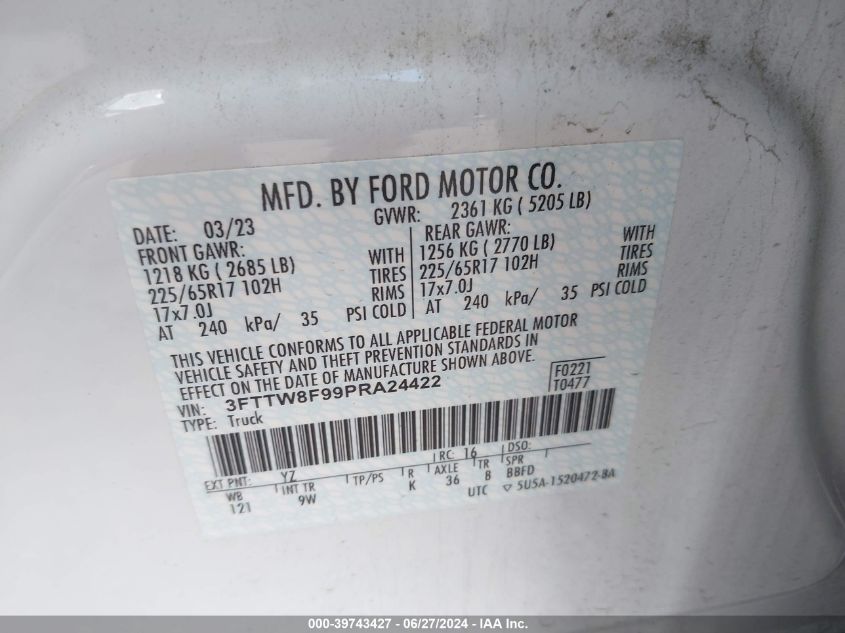 MFD. BY FORD MOTOR CO.
DATE: 03/23 GVWR: 2361 KG ( 5205 LB)
FRONT GAWR: REAR GAWR:
1218 KG ( 2685 LB) WITH 1256 KG ( 2770 LB) WITH
225/65R17 102H TIRES 225/65R17 102H TIRES
17x7.0J RIMS 17x7.0J RIMS
AT 240 kPa/ 35 PSI COLD AT 240 kPa/ 35 PSI COLD
THIS VEHICLE CONFORMS TO ALL APPLICABLE FEDERAL MOTOR
VEHICLE SAFETY AND THEFT PREVENTION STANDARDS IN
EFFECT ON THE DATE OF MANUFACTURE SHOWN ABOVE.
VIN: 3FTTW8F99PRA24422 F0221
TYPE: Truck T0477
EXT PNT: YZ RC: 16 DSO:
WB INT TR TP/PS R AXLE TR SPR
121 9W K 36 B BBFD
UTC 5U5A-1520472-BA
000-39743427 - 06/27/2024 - IAA Inc.